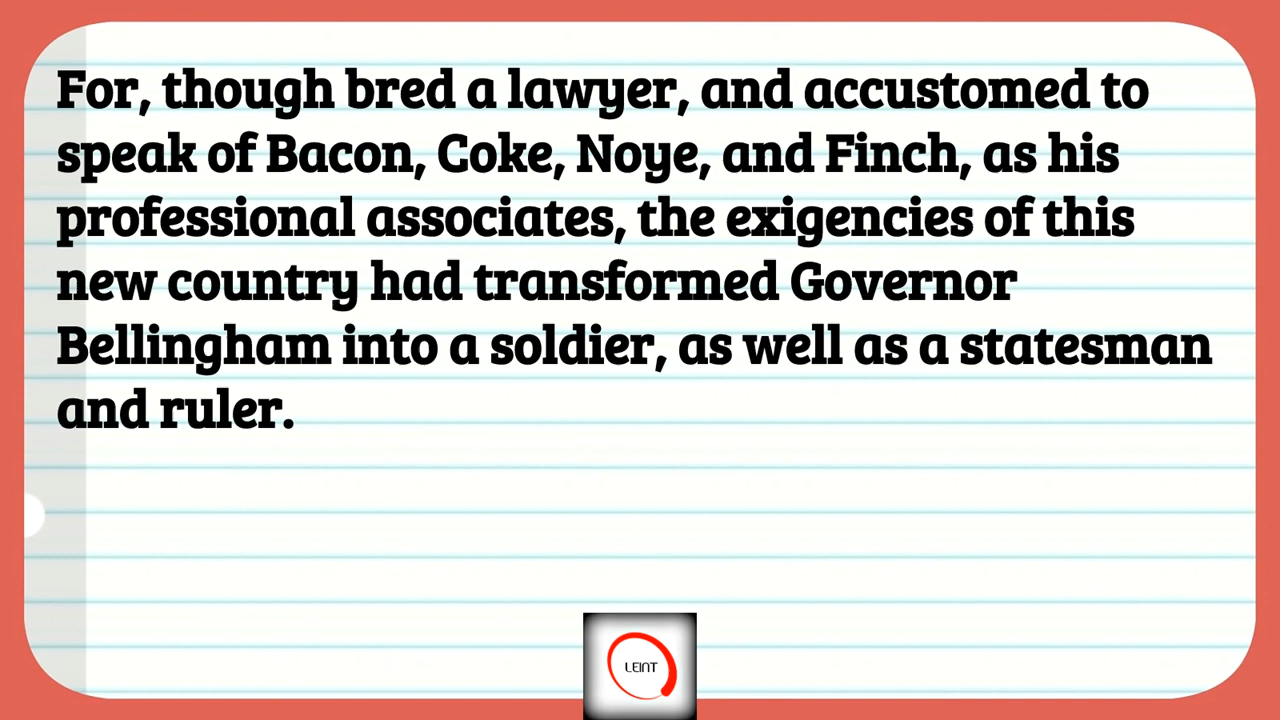 For, though bred a lawyer, and accustomed to
speak of Bacon, Coke, Noye, and Finch, as his
professional associates, the exigencies of this
new country had transformed Governor
Bellingham into a soldier, as well as a statesman
and ruler.
LEINT